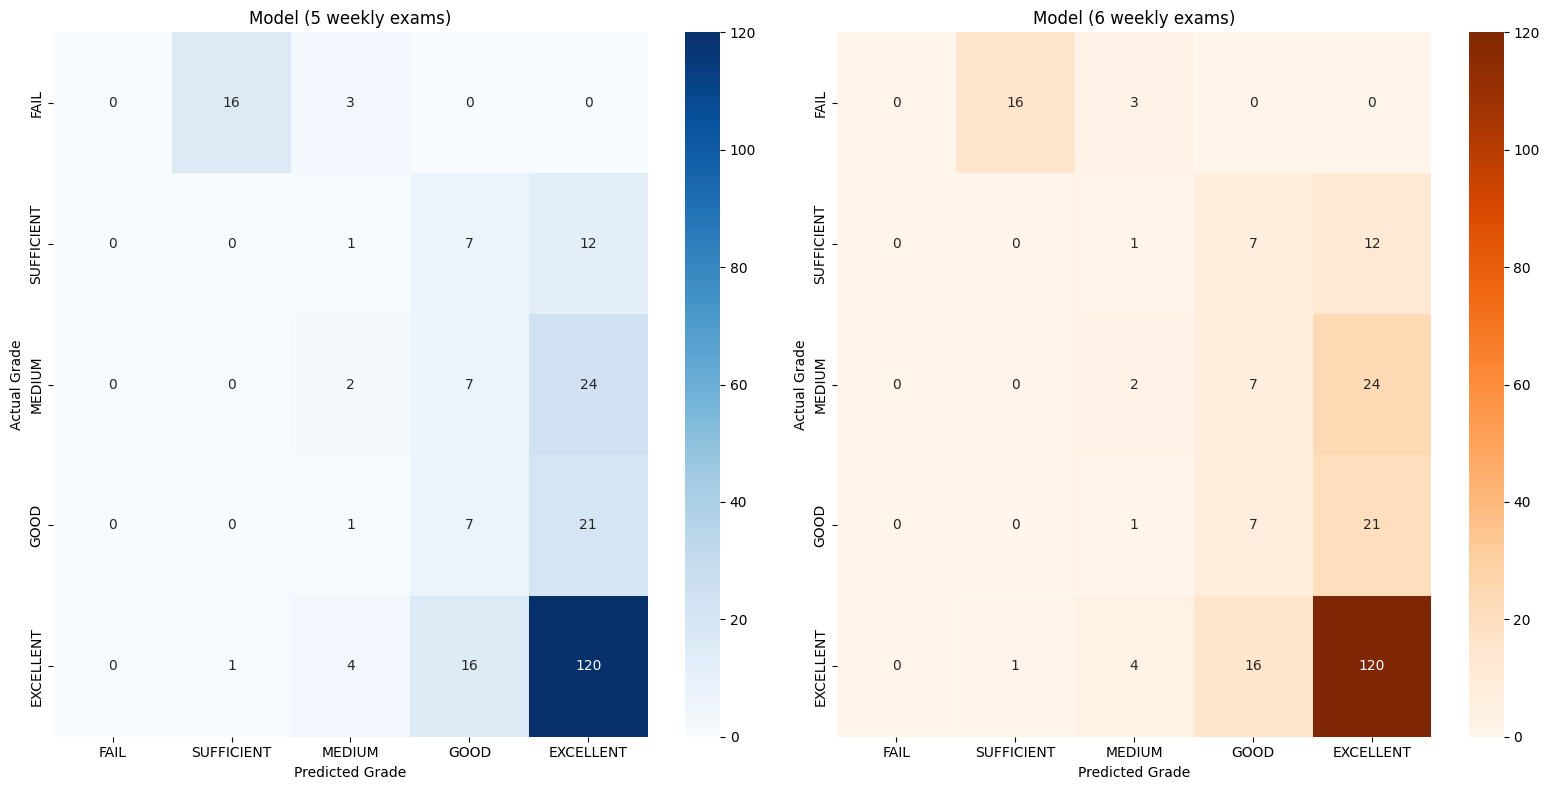 Model (5 weekly exams)
Actual Grade
FAIL 0 16 3 0 0
SUFFICIENT 0 0 1 7 12
MEDIUM 0 0 2 7 24
GOOD 0 0 1 7 21
EXCELLENT 0 1 4 16 120
FAIL SUFFICIENT MEDIUM GOOD EXCELLENT
Predicted Grade
120
100
80
60
40
20
0
Model (6 weekly exams)
Actual Grade
FAIL 0 16 3 0 0
SUFFICIENT 0 0 1 7 12
MEDIUM 0 0 2 7 24
GOOD 0 0 1 7 21
EXCELLENT 0 1 4 16 120
FAIL SUFFICIENT MEDIUM GOOD EXCELLENT
Predicted Grade
120
100
80
60
40
20
0